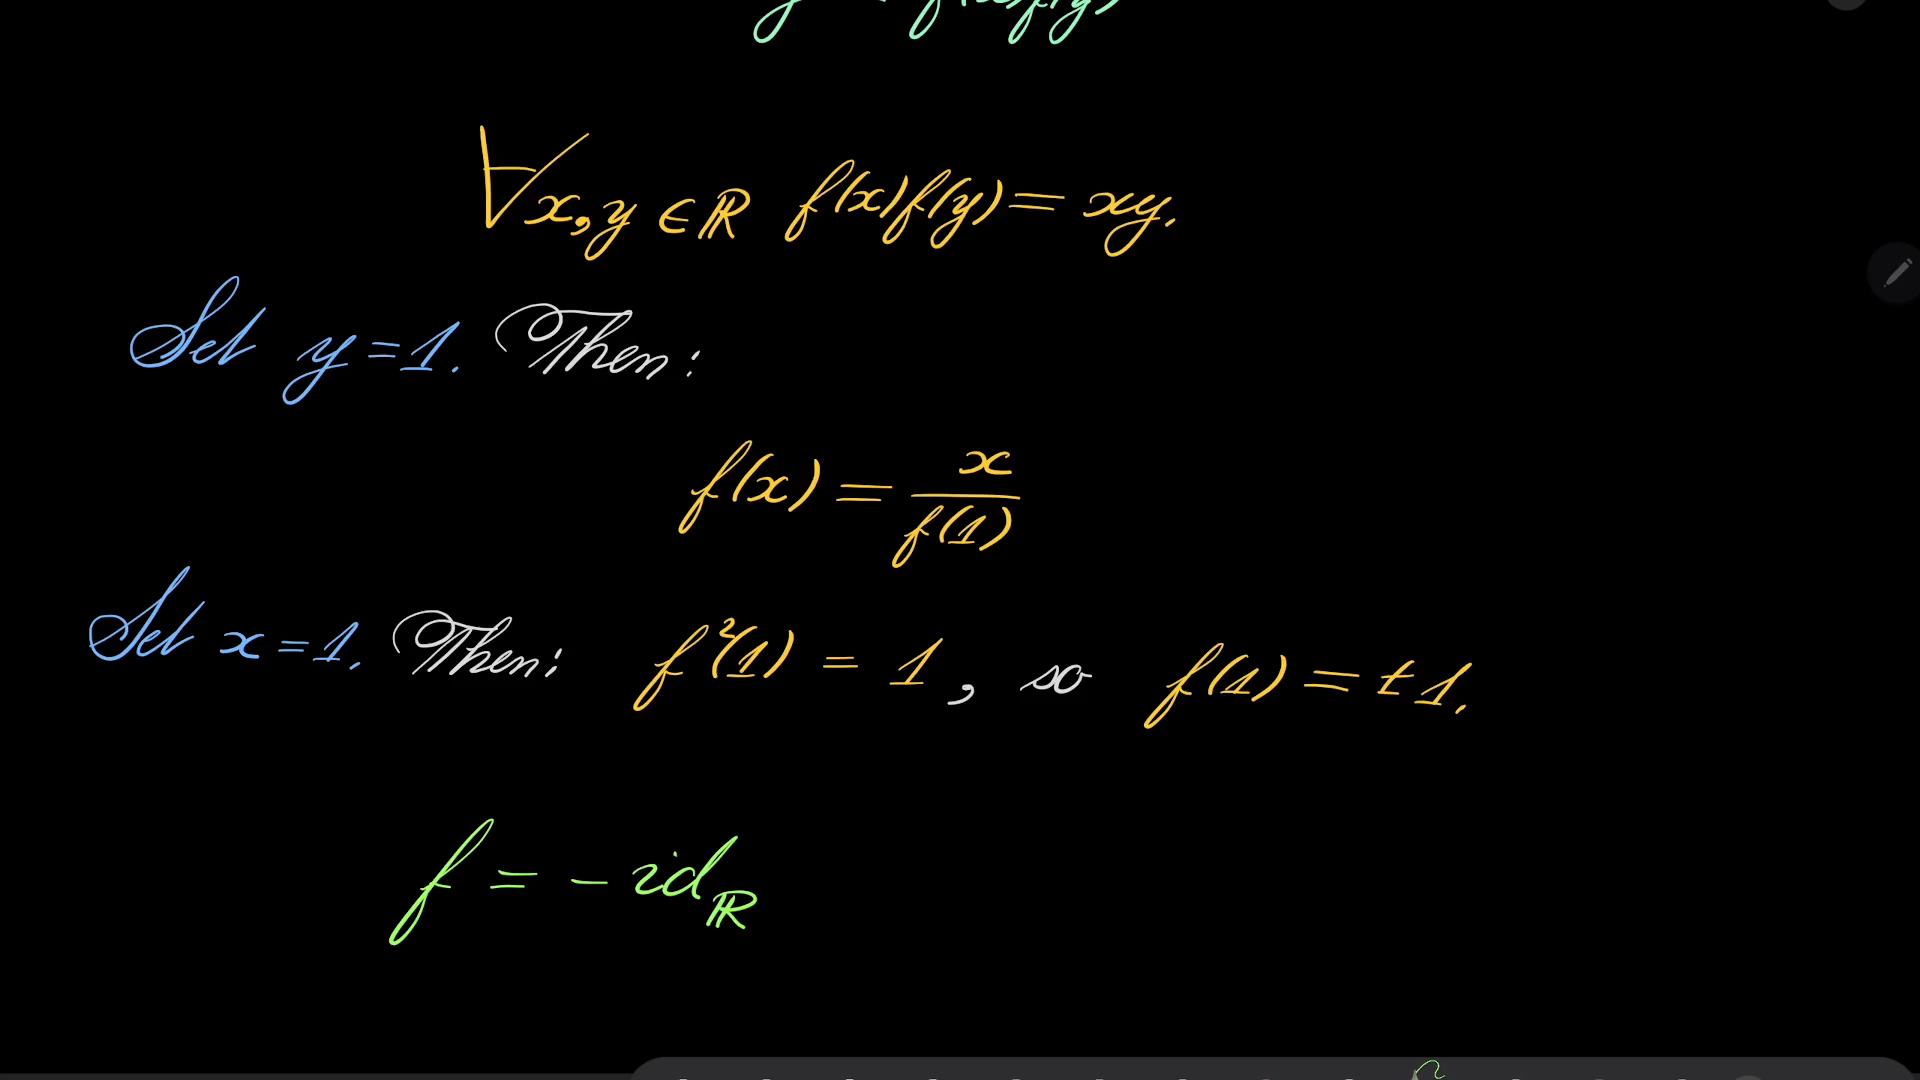 ∀x,y ∈ ℝ f(x)f(y) = xy.
Set y=1. Then:
f(x) = x/f(1)
Set x=1. Then: f²(1) = 1, so f(1) = ±1.
f = -id_ℝ